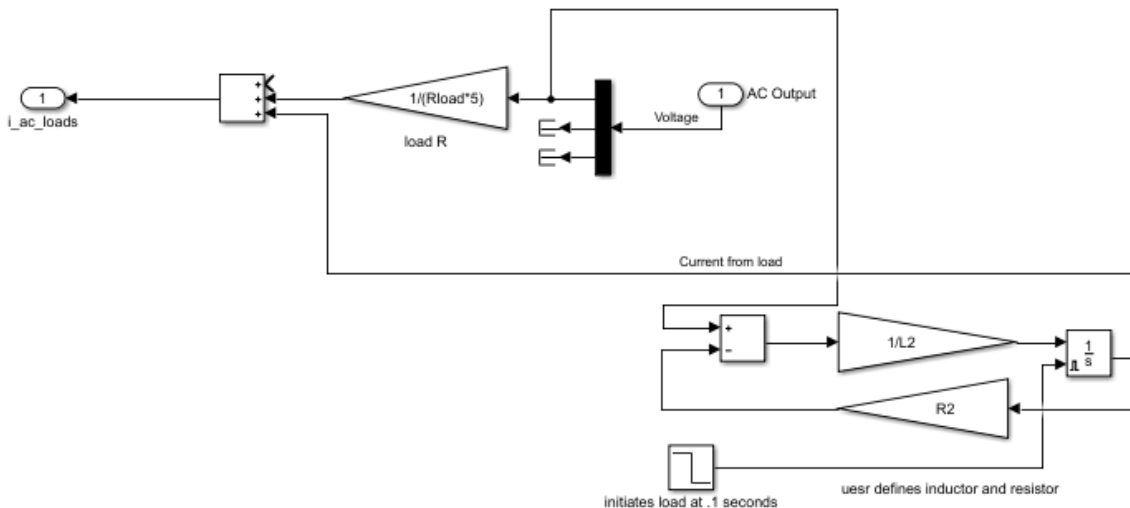 1/(Rload*5)
1
AC Output
1
i_ac_loads
+
+
+
Voltage
load R
Current from load
+
−
1/L2
1
s
R2
uesr defines inductor and resistor
initiates load at .1 seconds